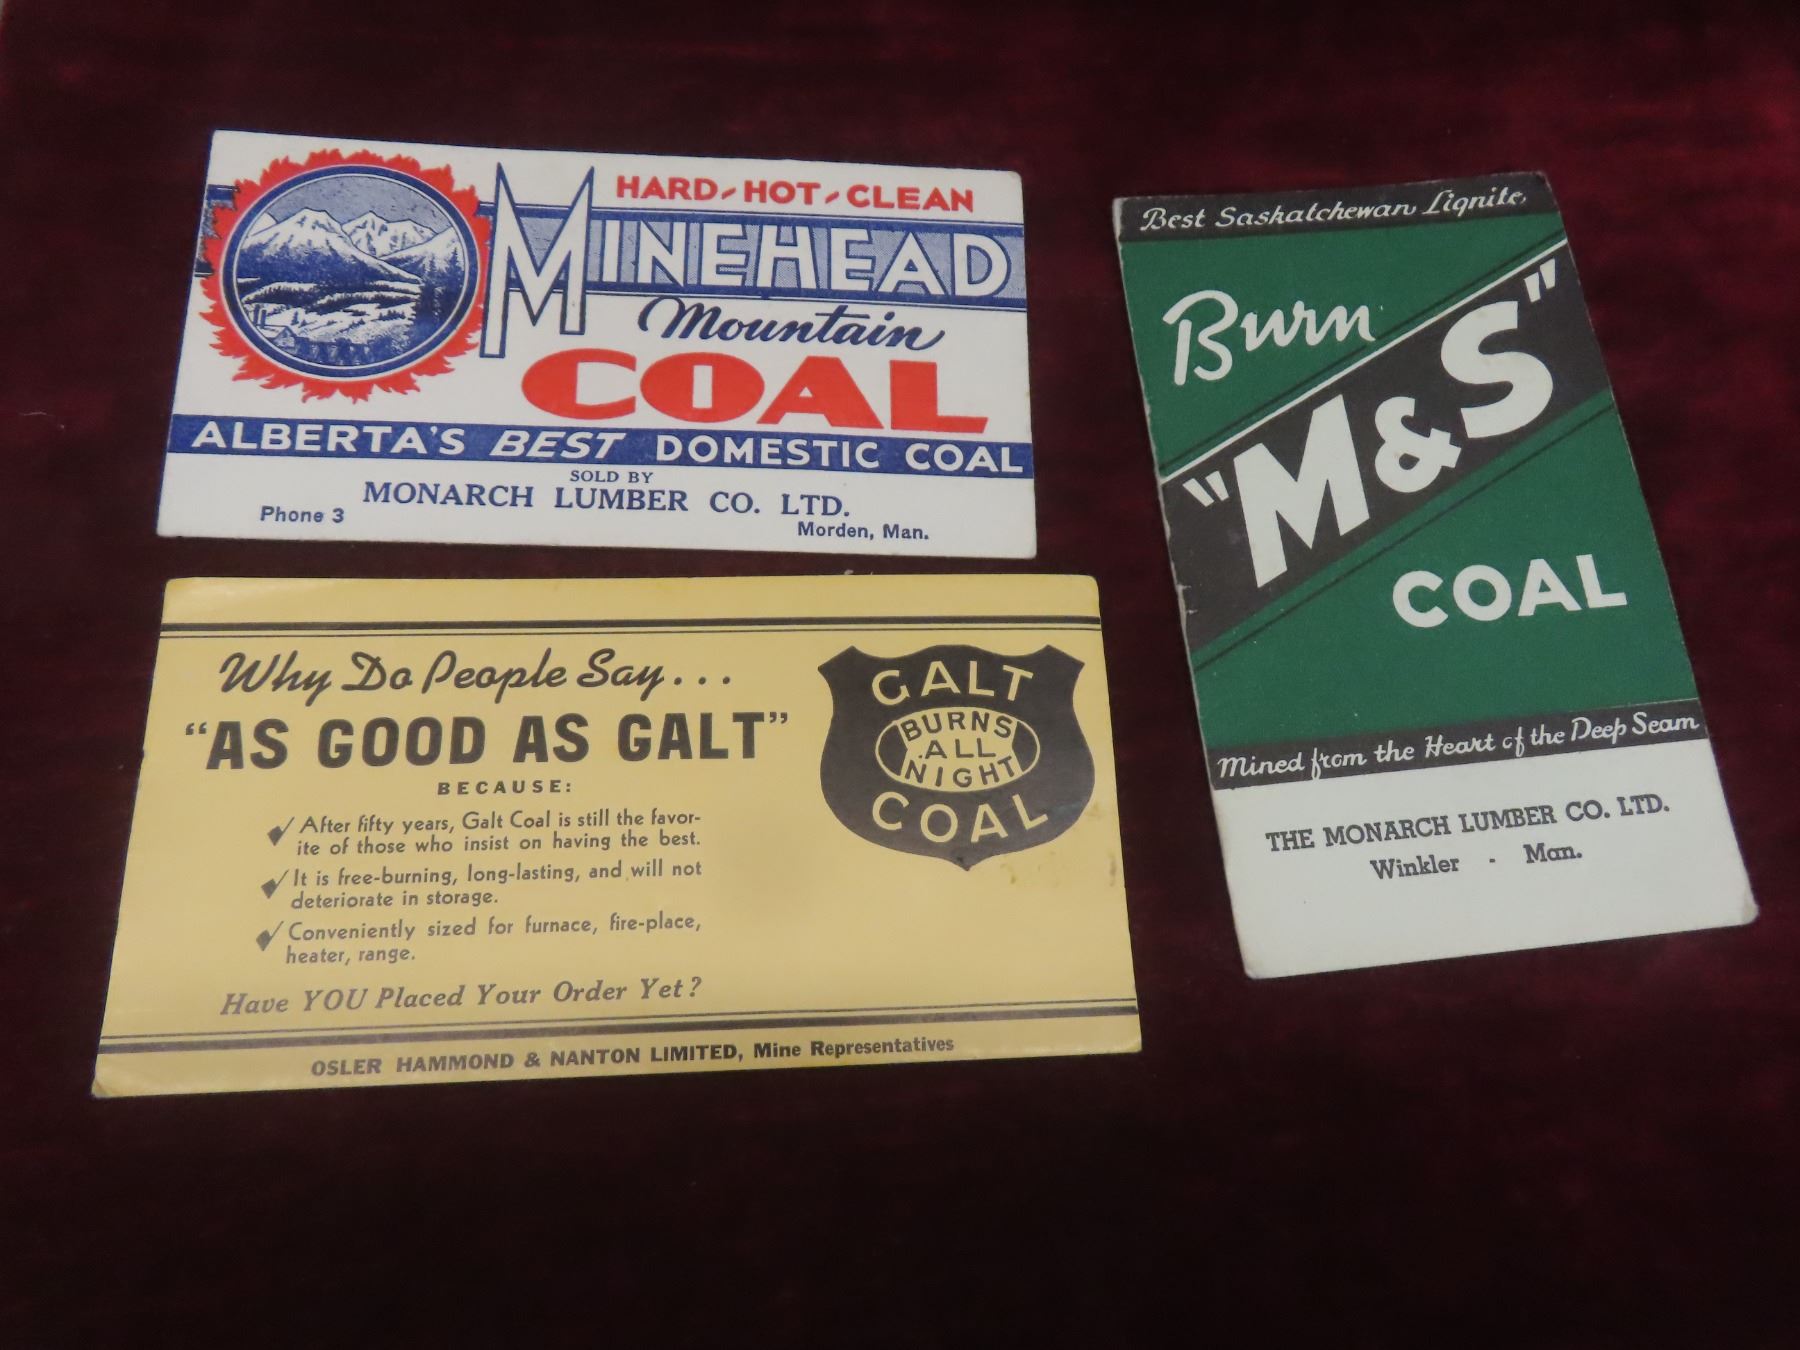 HARD-HOT-CLEAN
MINEHEAD
Mountain
COAL
ALBERTA'S BEST DOMESTIC COAL
SOLD BY
MONARCH LUMBER CO. LTD.
Phone 3
Morden, Man.
Best Saskatchewan Lignite
Burn
"M&S"
COAL
Mined from the Heart of the Deep Seam
THE MONARCH LUMBER CO. LTD.
Winkler - Man.
Why Do People Say...
"AS GOOD AS GALT"
BECAUSE:
After fifty years, Galt Coal is still the favor-
ite of those who insist on having the best.
It is free-burning, long-lasting, and will not
deteriorate in storage.
Conveniently sized for furnace, fire-place,
heater, range.
Have YOU Placed Your Order Yet?
GALT
BURNS
ALL
NIGHT
COAL
OSLER HAMMOND & NANTON LIMITED, Mine Representatives